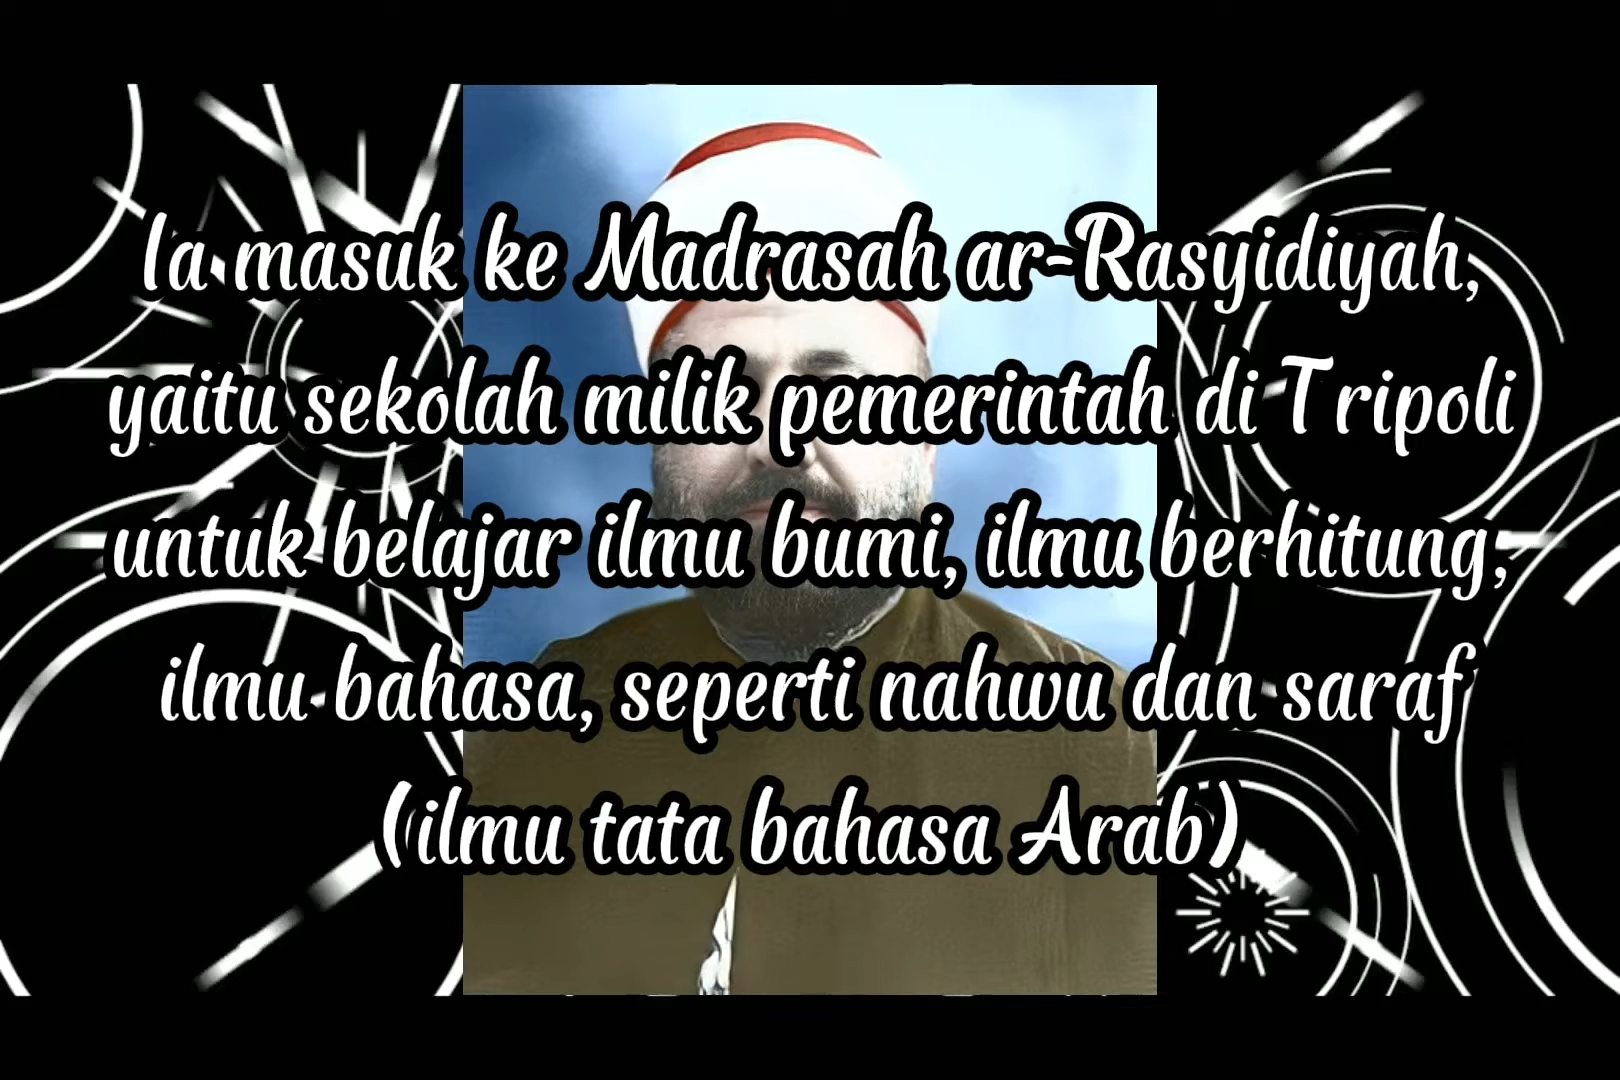 Ia masuk ke Madrasah ar-Rasyidiyah,
yaitu sekolah milik pemerintah di Tripoli
untuk belajar ilmu bumi, ilmu berhitung,
ilmu bahasa, seperti nahwu dan saraf
(ilmu tata bahasa Arab)